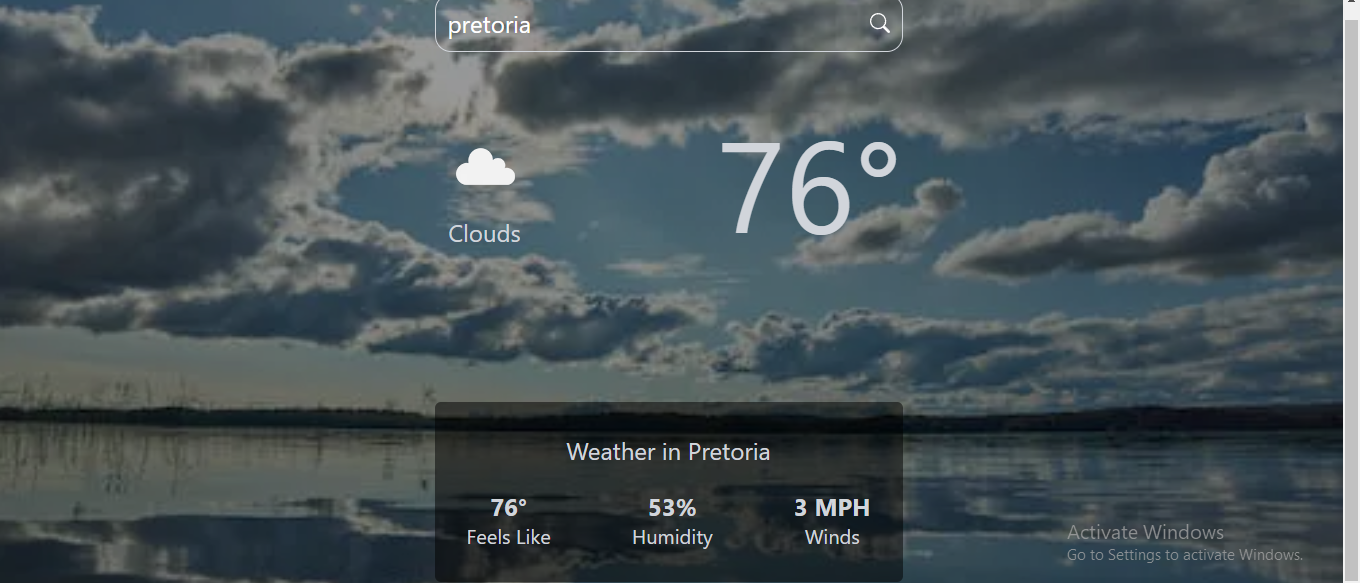 pretoria
76°
Clouds
Weather in Pretoria
76° 53% 3 MPH
Feels Like Humidity Winds
Activate Windows
Go to Settings to activate Windows.